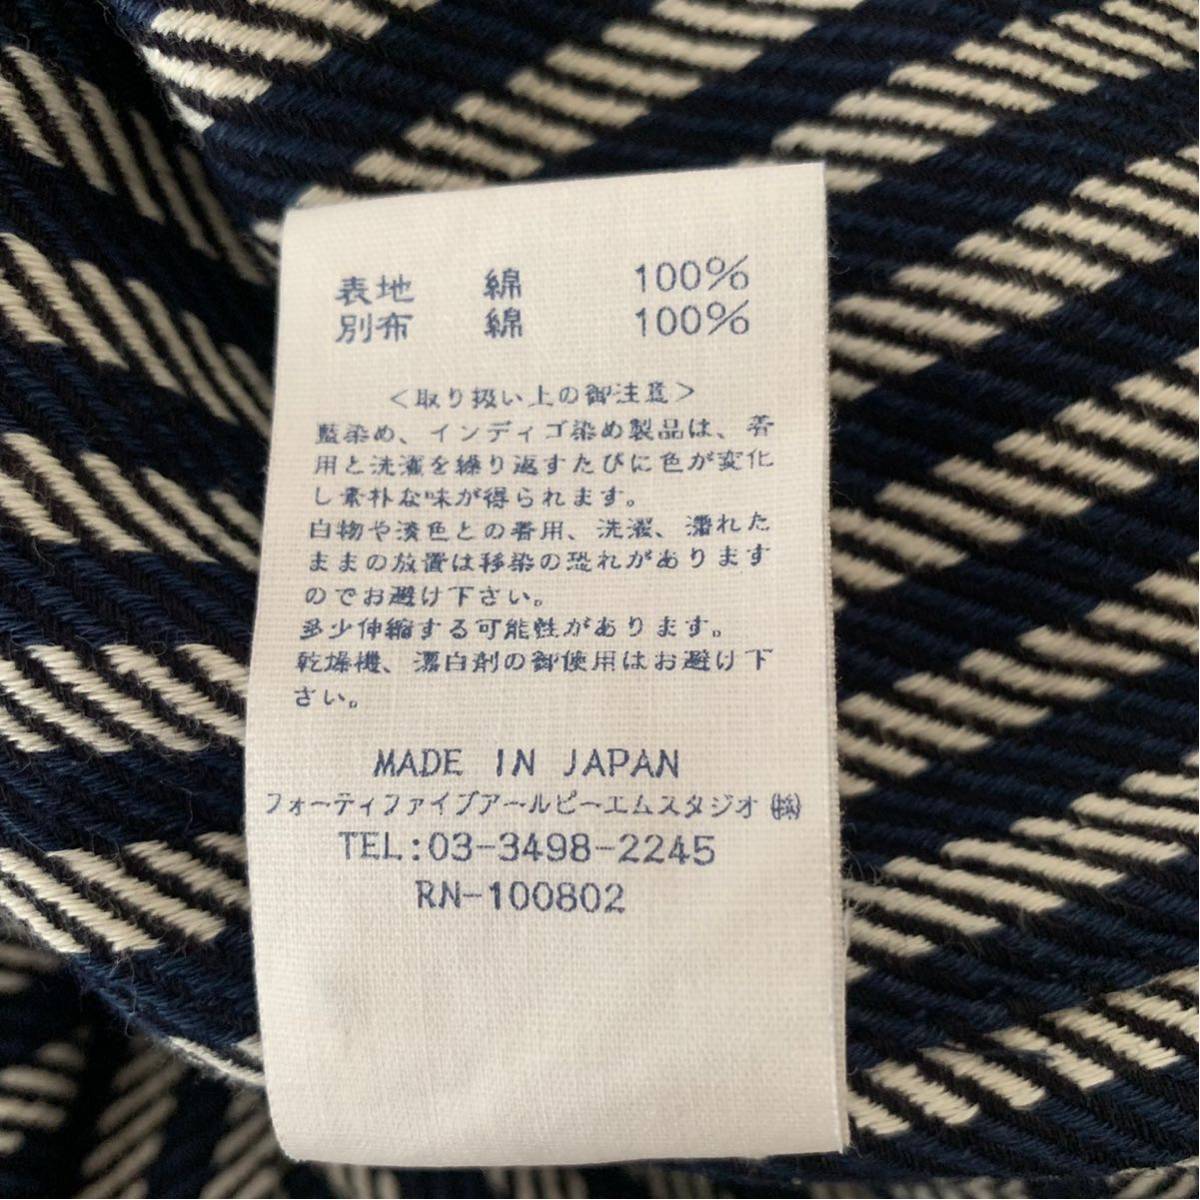 表地 綿 100%
別布 綿 100%
<取り扱い上の御注意>
藍染め、インディゴ染め製品は、着
用と洗濯を繰り返すたびに色が変化
し素朴な味が得られます。
白物や淡色との着用、洗濯、濡れた
ままの放置は移染の恐れがあります
のでお避け下さい。
多少伸縮する可能性があります。
乾燥機、漂白剤の御使用はお避け下
さい。
MADE IN JAPAN
フォーティファイブアールピーエムスタジオ㈱
TEL:03-3498-2245
RN-100802